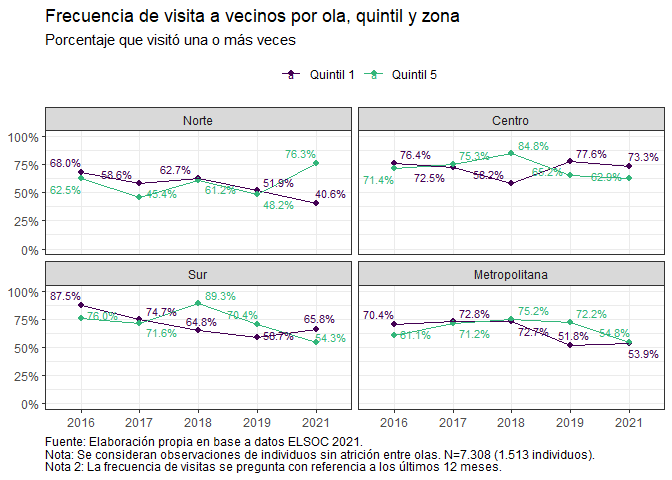 Frecuencia de visita a vecinos por ola, quintil y zona
Porcentaje que visitó una o más veces
Quintil 1 Quintil 5
Norte Centro
100%
75%
50%
25%
0%
68.0% 58.6% 62.7% 51.9% 40.6%
62.5% 45.4% 61.2% 48.2% 76.3%
76.4% 72.5% 58.2% 77.6% 73.3%
71.4% 75.3% 84.8% 65.2% 62.9%
Sur Metropolitana
100%
75%
50%
25%
0%
87.5% 74.7% 64.8% 58.7% 65.8%
76.0% 71.6% 89.3% 70.4% 54.3%
70.4% 72.8% 72.7% 51.8% 53.9%
61.1% 71.2% 75.2% 72.2% 54.8%
2016 2017 2018 2019 2021 2016 2017 2018 2019 2021
Fuente: Elaboración propia en base a datos ELSOC 2021.
Nota: Se consideran observaciones de individuos sin atrición entre olas. N=7.308 (1.513 individuos).
Nota 2: La frecuencia de visitas se pregunta con referencia a los últimos 12 meses.